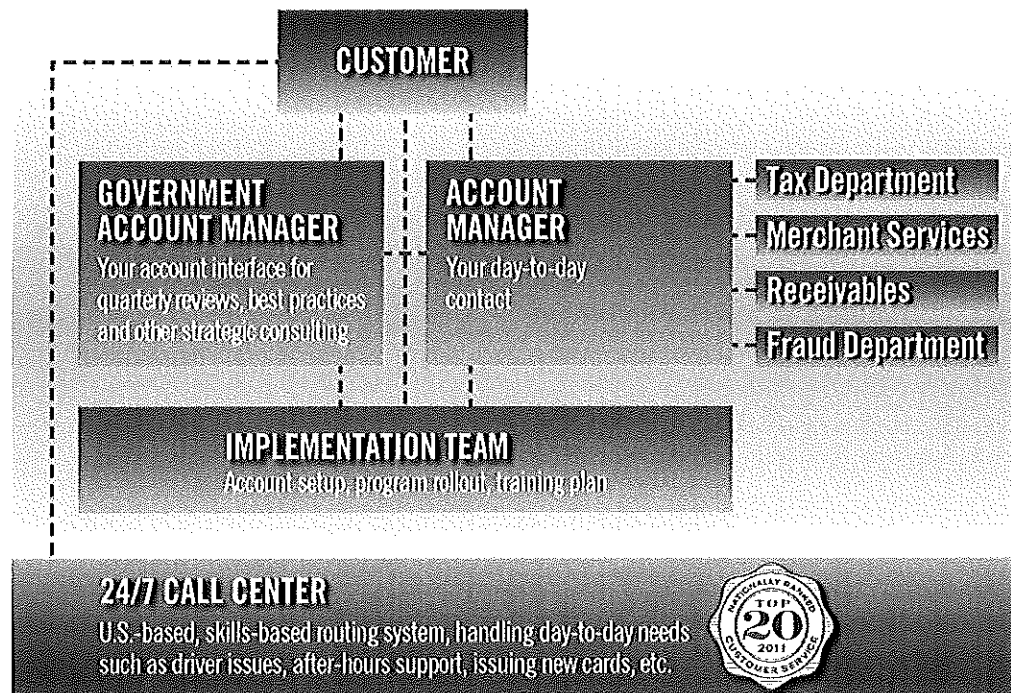 CUSTOMER
GOVERNMENT
ACCOUNT MANAGER
Your account interface for
quarterly reviews, best practices
and other strategic consulting
ACCOUNT
MANAGER
Your day-to-day
contact
Tax Department
Merchant Services
Receivables
Fraud Department
IMPLEMENTATION TEAM
Account setup, program rollout, training plan
24/7 CALL CENTER
U.S.-based, skills-based routing system, handling day-to-day needs
such as driver issues, after-hours support, issuing new cards, etc.
NATIONALLY RANKED
TOP
20
2011
CUSTOMER SERVICE